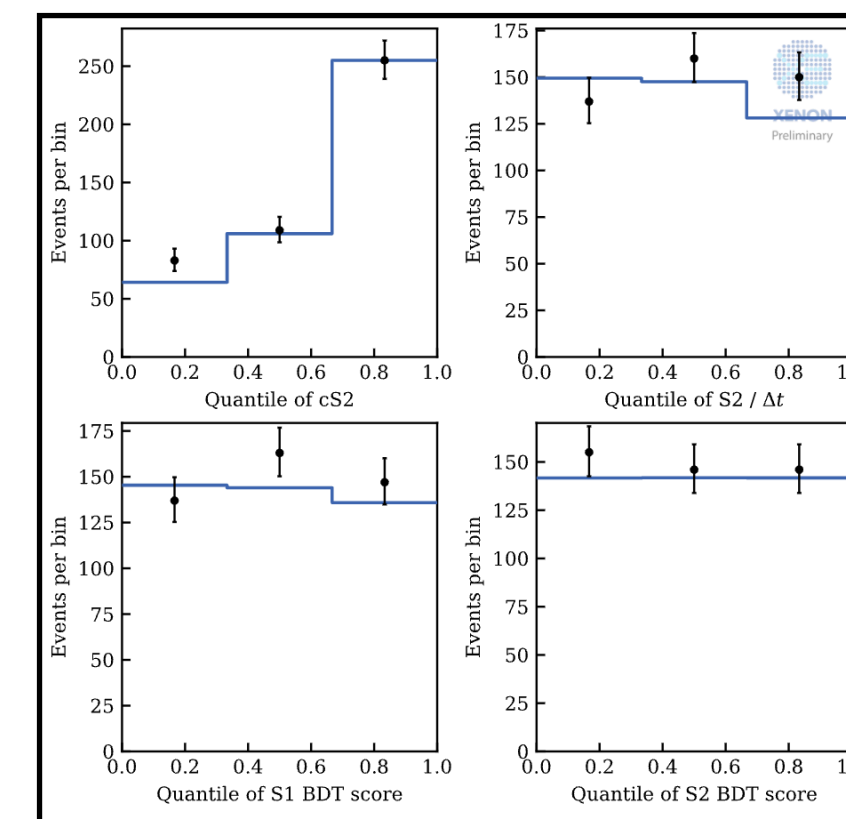 Events per bin
250
200
150
100
50
0
0.0 0.2 0.4 0.6 0.8 1.0
Quantile of cS2
Events per bin
175
150
125
100
75
50
25
0
0.0 0.2 0.4 0.6 0.8 1
Quantile of S2 / Δt
XENON
Preliminary
Events per bin
175
150
125
100
75
50
25
0
0.0 0.2 0.4 0.6 0.8 1.0
Quantile of S1 BDT score
Events per bin
150
125
100
75
50
25
0
0.0 0.2 0.4 0.6 0.8 1
Quantile of S2 BDT score